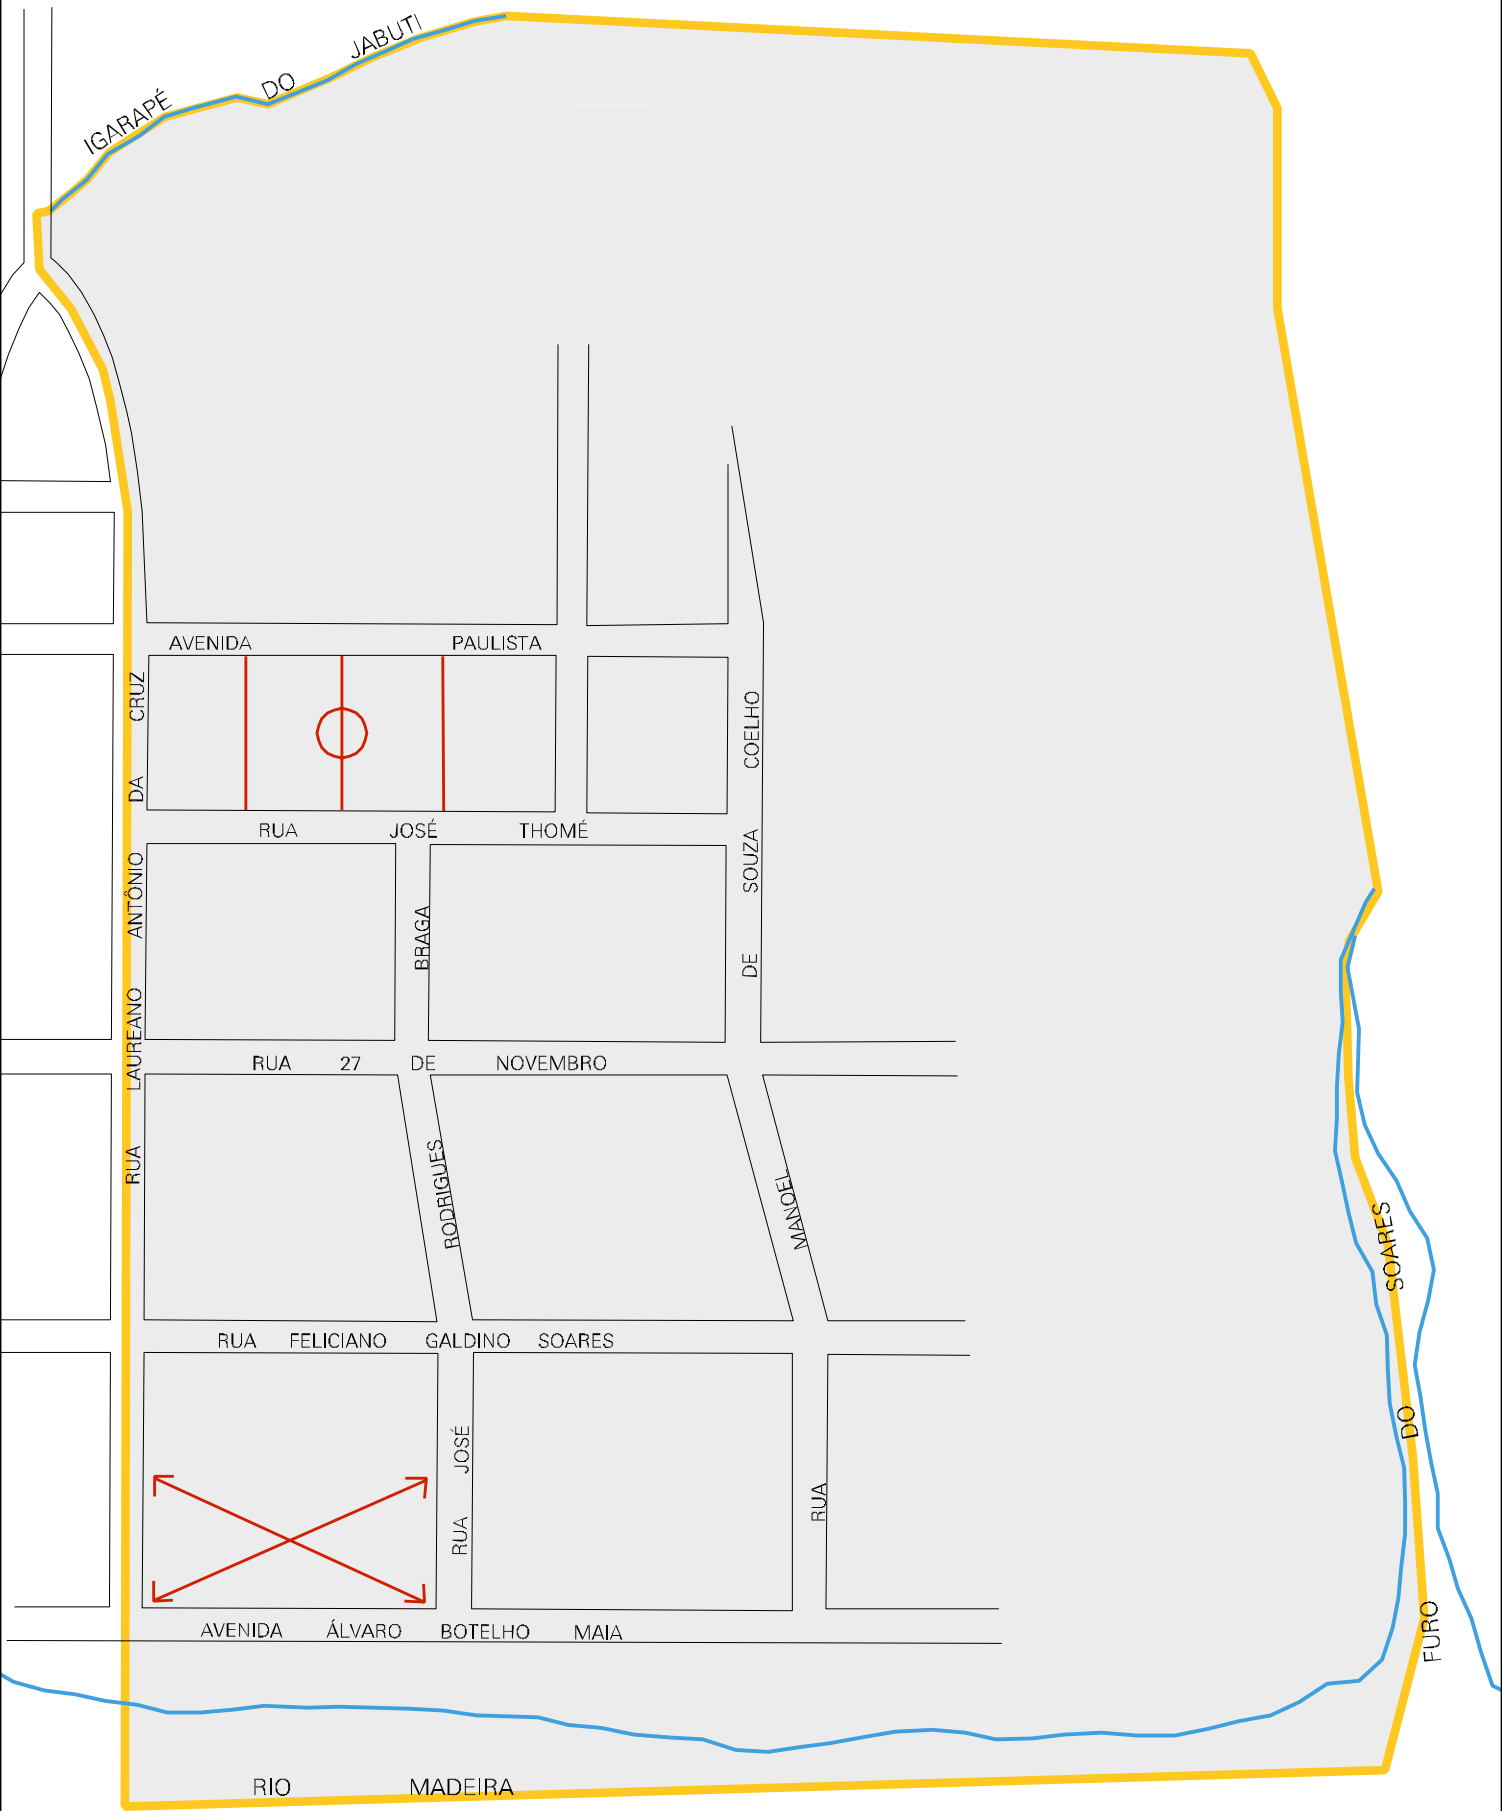 IGARAPÉ DO JABUTI
AVENIDA PAULISTA
RUA LAUREANO ANTÔNIO DA CRUZ
RUA MANOEL DE SOUZA COELHO
RUA JOSÉ THOMÉ
RUA JOSÉ RODRIGUES BRAGA
RUA 27 DE NOVEMBRO
RUA FELICIANO GALDINO SOARES
FURO DO SOARES
AVENIDA ÁLVARO BOTELHO MAIA
RIO MADEIRA